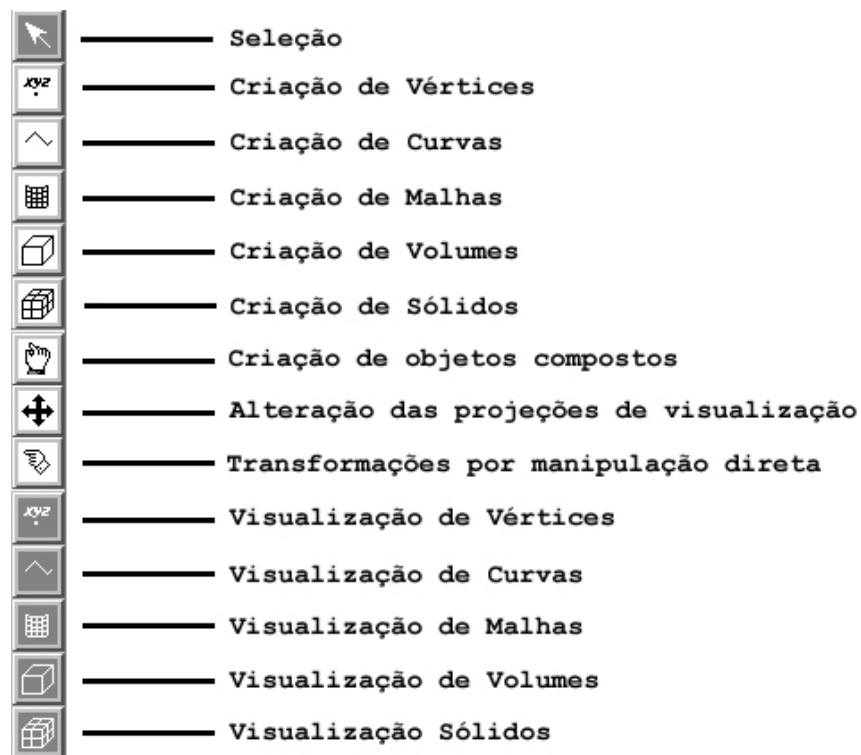 Seleção
xyz
Criação de Vértices
Criação de Curvas
Criação de Malhas
Criação de Volumes
Criação de Sólidos
Criação de objetos compostos
Alteração das projeções de visualização
Transformações por manipulação direta
xyz
Visualização de Vértices
Visualização de Curvas
Visualização de Malhas
Visualização de Volumes
Visualização Sólidos